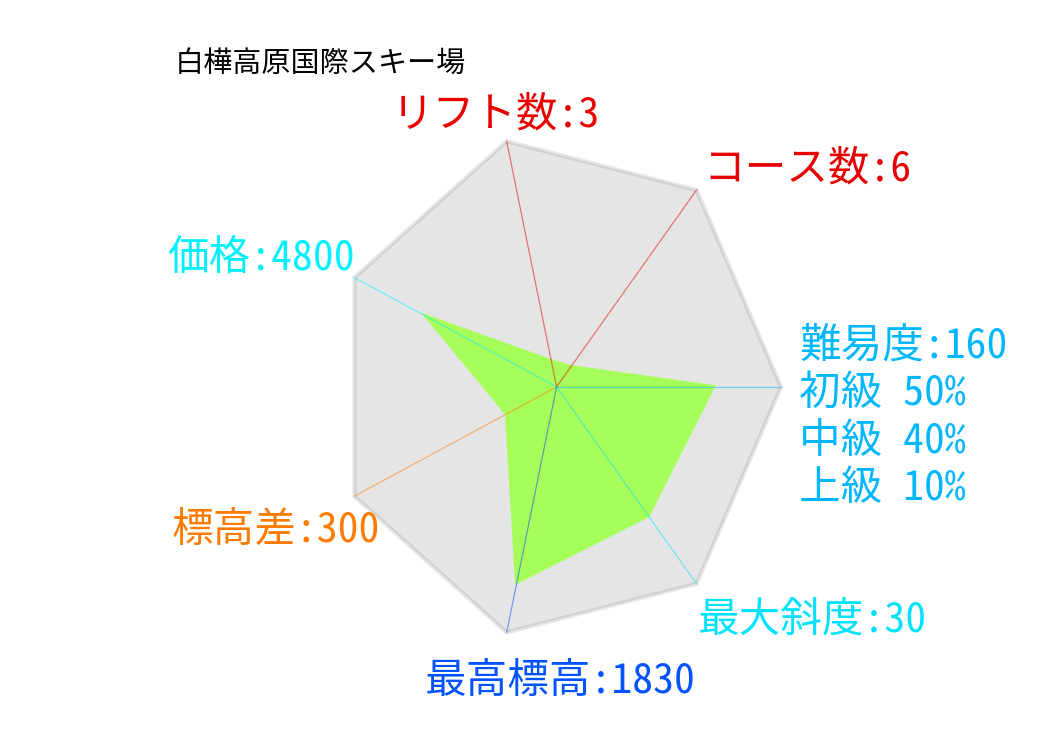 白樺高原国際スキー場
リフト数:3
コース数:6
価格:4800
難易度:160
初級 50%
中級 40%
上級 10%
標高差:300
最大斜度:30
最高標高:1830